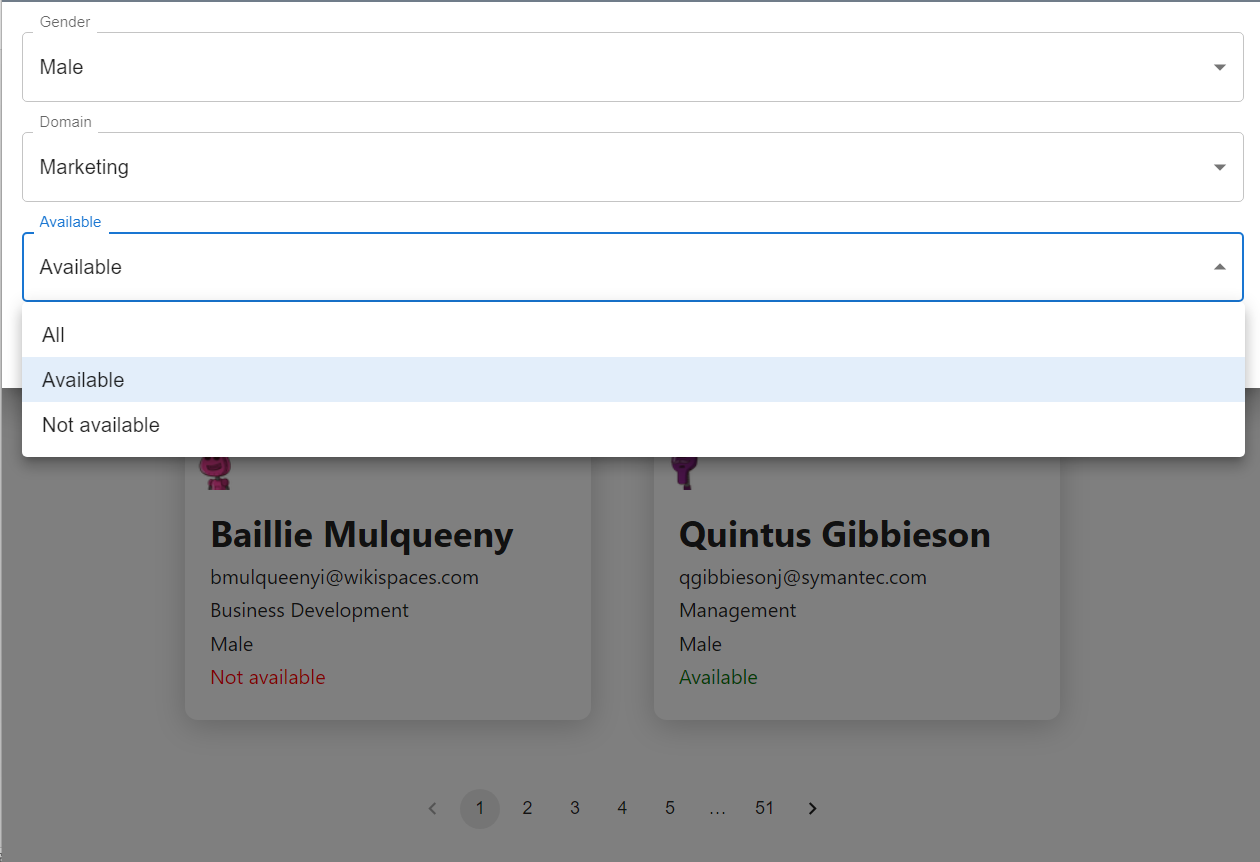 Gender
Male
Domain
Marketing
Available
Available
All
Available
Not available
Baillie Mulqueeny
bmulqueenyi@wikispaces.com
Business Development
Male
Not available
Quintus Gibbieson
qgibbiesonj@symantec.com
Management
Male
Available
1 2 3 4 5 ... 51